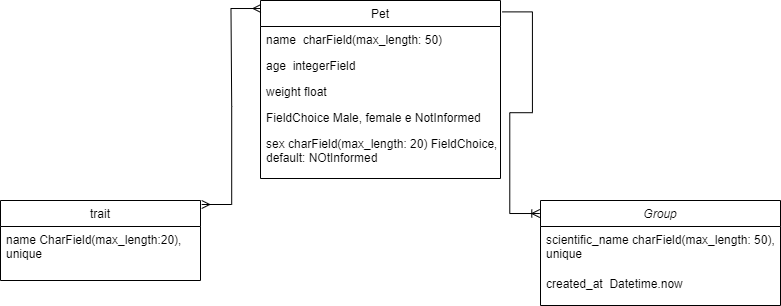 Pet
name charField(max_length: 50)
age integerField
weight float
FieldChoice Male, female e NotInformed
sex charField(max_length: 20) FieldChoice,
default: NOtInformed
trait
name CharField(max_length:20),
unique
Group
scientific_name charField(max_length: 50),
unique
created_at Datetime.now